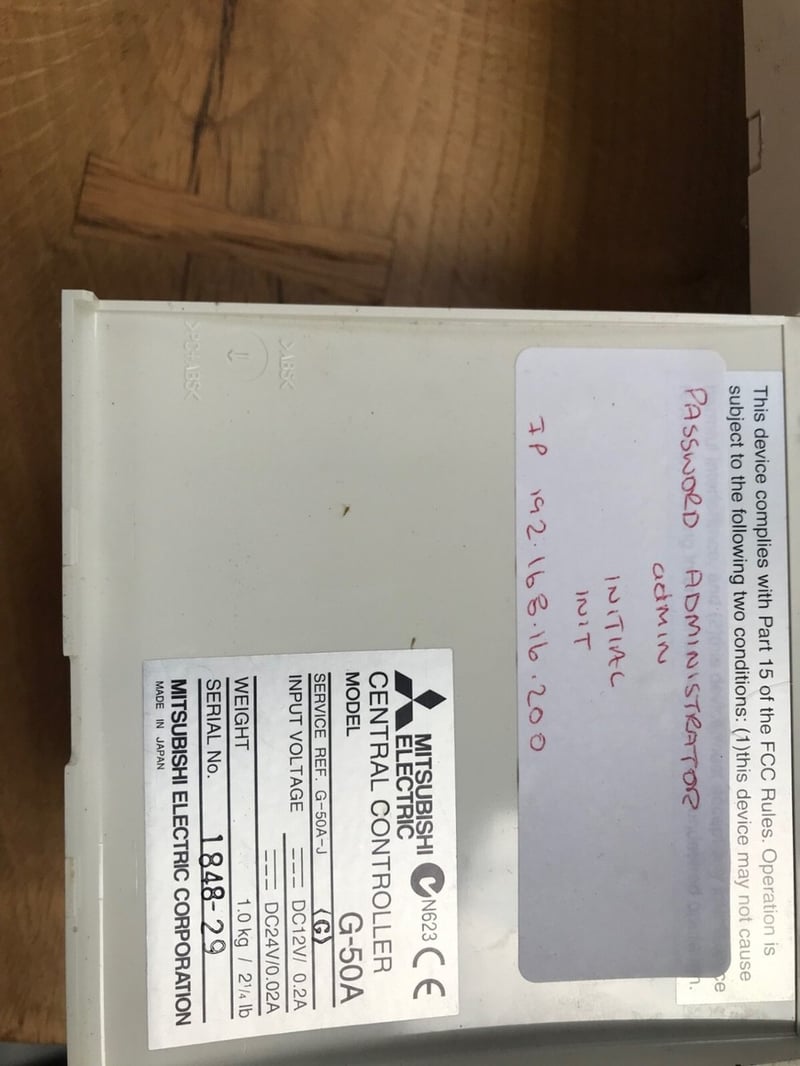 This device complies with Part 15 of the FCC Rules. Operation is
subject to the following two conditions: (1)this device may not cause
PASSWORD ADMINISTRATOR
admin
INITIAL
INIT
IP 192.168.16.200
>ABS<
MITSUBISHI
ELECTRIC
N623 CE
CENTRAL CONTROLLER
MODEL G-50A
SERVICE REF. G-50A-J (G)
INPUT VOLTAGE DC12V/ 0.2A
DC24V/0.02A
WEIGHT 1.0 kg / 2 1/4 lb
SERIAL No. 1848-29
MITSUBISHI ELECTRIC CORPORATION
MADE IN JAPAN